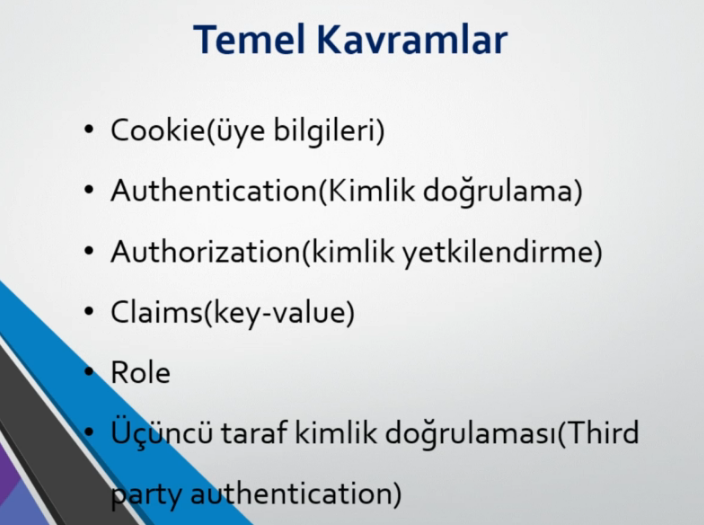 Temel Kavramlar
• Cookie(üye bilgileri)
• Authentication(Kimlik doğrulama)
• Authorization(kimlik yetkilendirme)
• Claims(key-value)
• Role
• Üçüncü taraf kimlik doğrulaması(Third
party authentication)